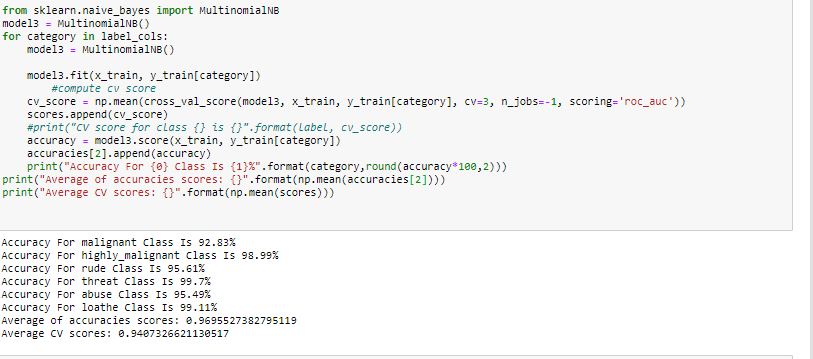 from sklearn.naive_bayes import MultinomialNB
model3 = MultinomialNB()
for category in label_cols:
    model3 = MultinomialNB()
    model3.fit(x_train, y_train[category])
        #compute cv score
    cv_score = np.mean(cross_val_score(model3, x_train, y_train[category], cv=3, n_jobs=-1, scoring='roc_auc'))
    scores.append(cv_score)
    #print("CV score for class {} is {}".format(label, cv_score))
    accuracy = model3.score(x_train, y_train[category])
    accuracies[2].append(accuracy)
    print("Accuracy For {0} Class Is {1}%".format(category,round(accuracy*100,2)))
print("Average of accuracies scores: {}".format(np.mean(accuracies[2])))
print("Average CV scores: {}".format(np.mean(scores)))
Accuracy For malignant Class Is 92.83%
Accuracy For highly_malignant Class Is 98.99%
Accuracy For rude Class Is 95.61%
Accuracy For threat Class Is 99.7%
Accuracy For abuse Class Is 95.49%
Accuracy For loathe Class Is 99.11%
Average of accuracies scores: 0.9695527382795119
Average CV scores: 0.9407326621130517